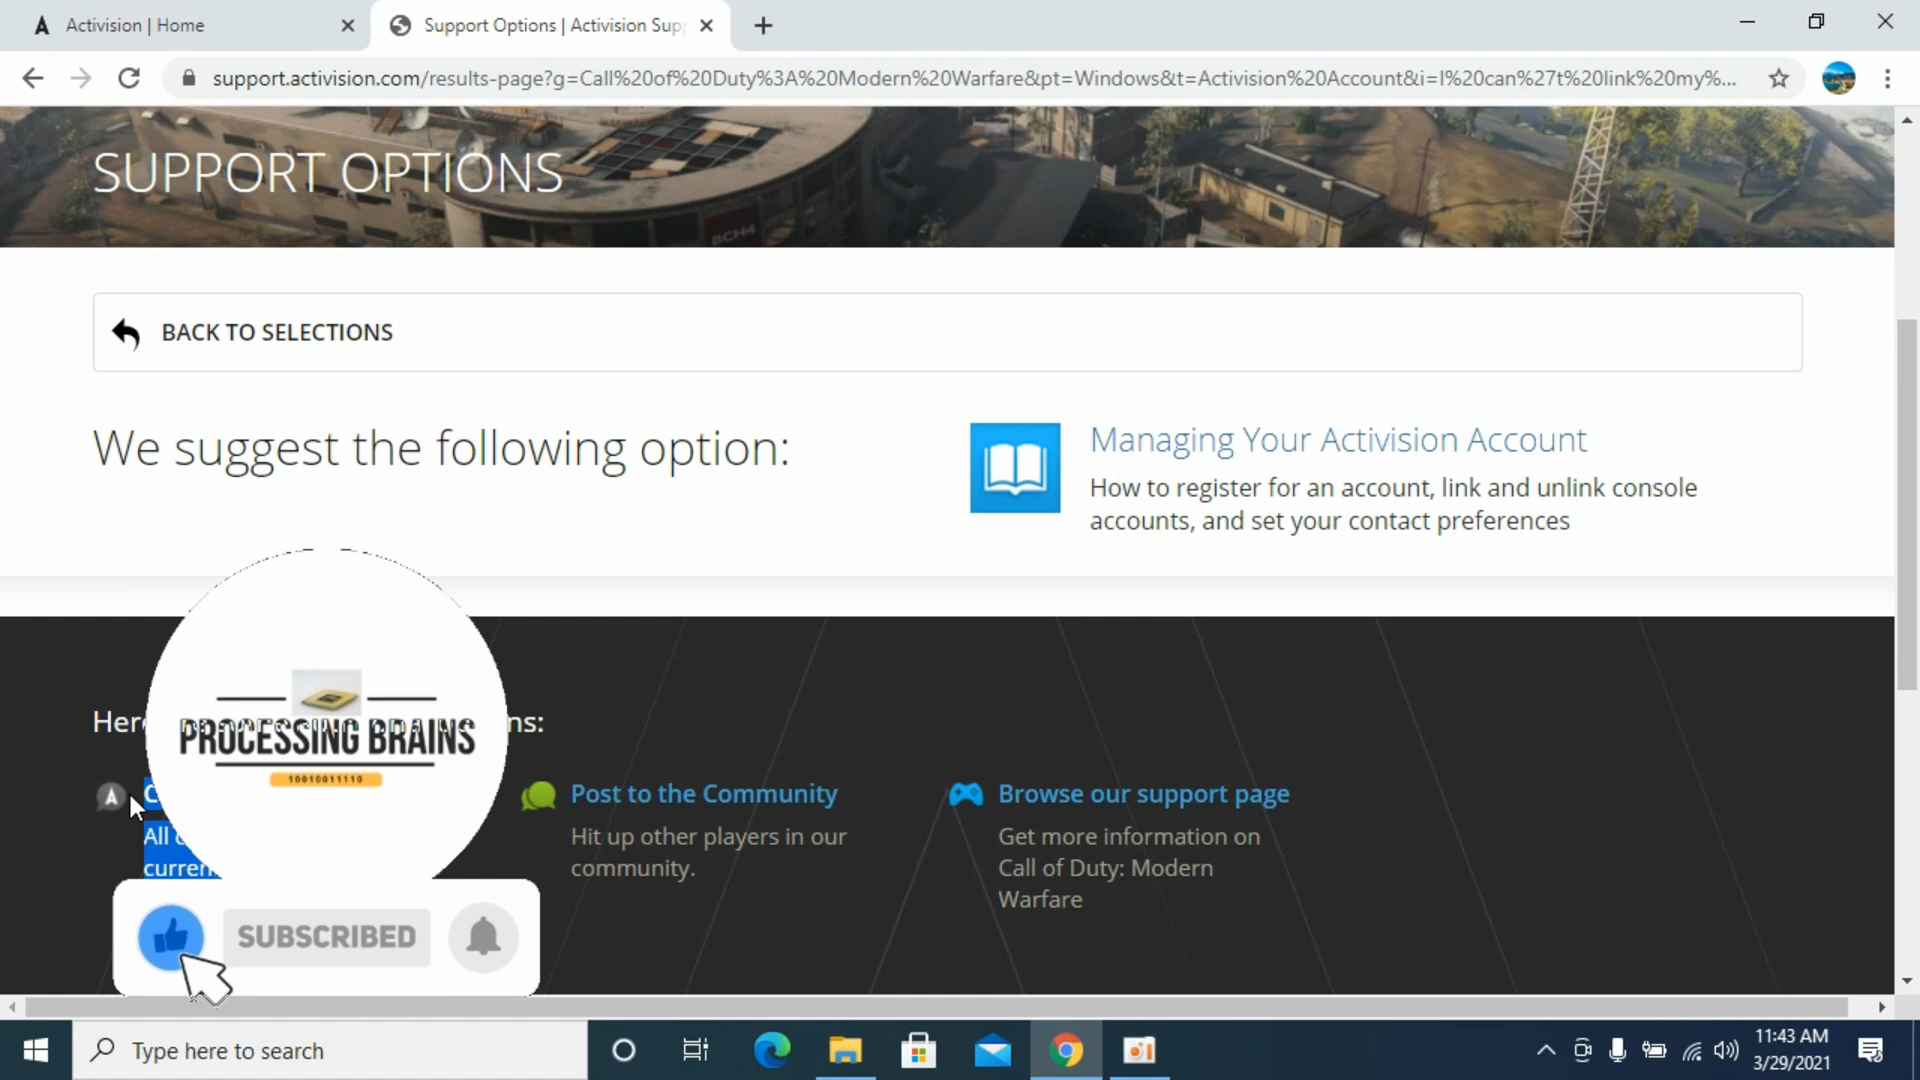 Activision | Home
Support Options | Activision Sup
support.activision.com/results-page?g=Call%20of%20Duty%3A%20Modern%20Warfare&pt=Windows&t=Activision%20Account&i=I%20can%27t%20link%20my%...
SUPPORT OPTIONS
BCH4
BACK TO SELECTIONS
We suggest the following option:
Managing Your Activision Account
How to register for an account, link and unlink console
accounts, and set your contact preferences
PROCESSING BRAINS
10010011110
Post to the Community
Hit up other players in our
community.
Browse our support page
Get more information on
Call of Duty: Modern
Warfare
All
SUBSCRIBED
Type here to search
11:43 AM
3/29/2021